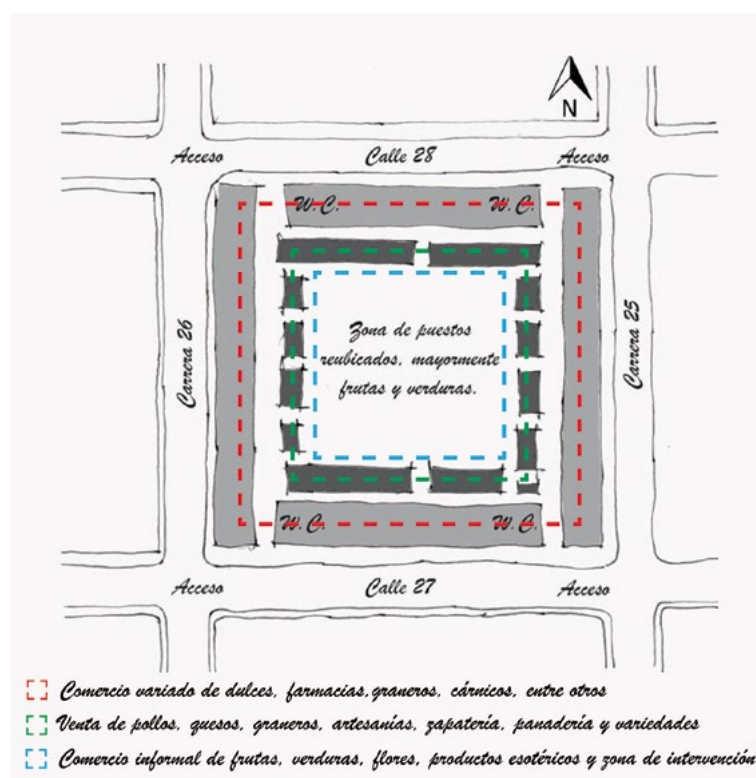 N
Acceso
Calle 28
Acceso
W.C.
W.C.
Carrera 26
Zona de puestos
reubicados, mayormente
frutas y verduras.
Carrera 25
W.C.
W.C.
Acceso
Calle 27
Acceso
Comercio variado de dulces, farmacias,graneros, cárnicos, entre otros
Venta de pollos, quesos, graneros, artesanías, zapatería, panadería y variedades
Comercio informal de frutas, verduras, flores, productos esotéricos y zona de intervención